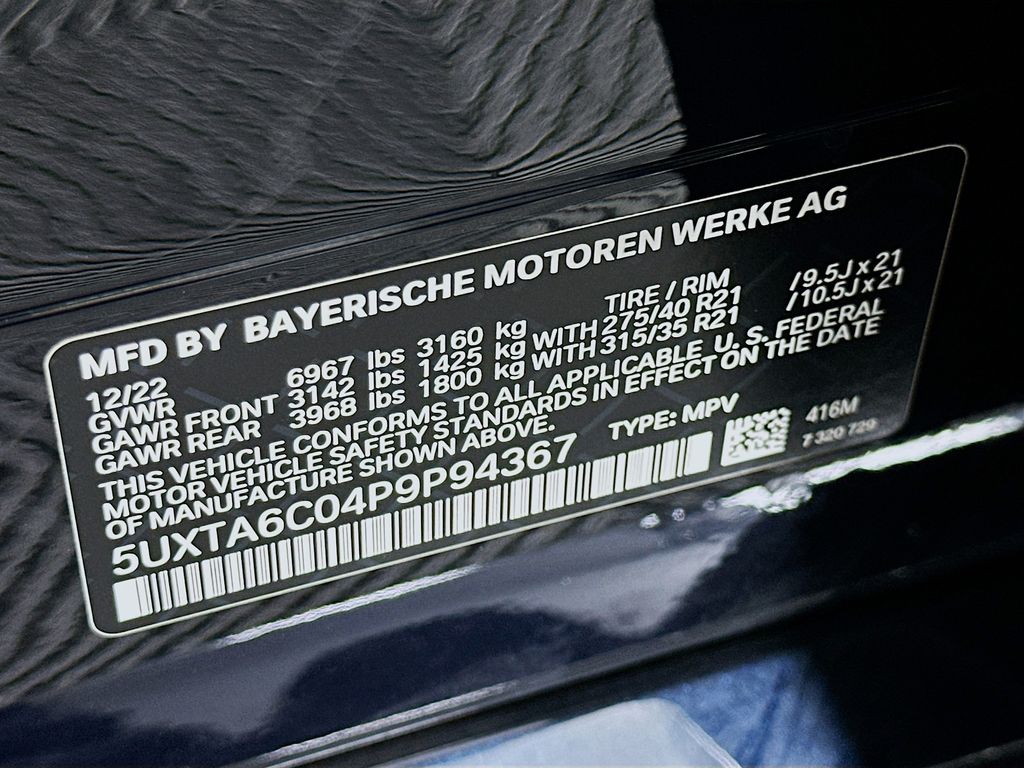 MFD BY BAYERISCHE MOTOREN WERKE AG
12/22 TIRE / RIM
GVWR 6967 lbs 3160 kg
GAWR FRONT 3142 lbs 1425 kg WITH 275/40 R21 /9.5J x 21
GAWR REAR 3968 lbs 1800 kg WITH 315/35 R21 /10.5J x 21
THIS VEHICLE CONFORMS TO ALL APPLICABLE U. S. FEDERAL
MOTOR VEHICLE SAFETY STANDARDS IN EFFECT ON THE DATE
OF MANUFACTURE SHOWN ABOVE.
5UXTA6C04P9P94367 TYPE: MPV
416M
7 320 729